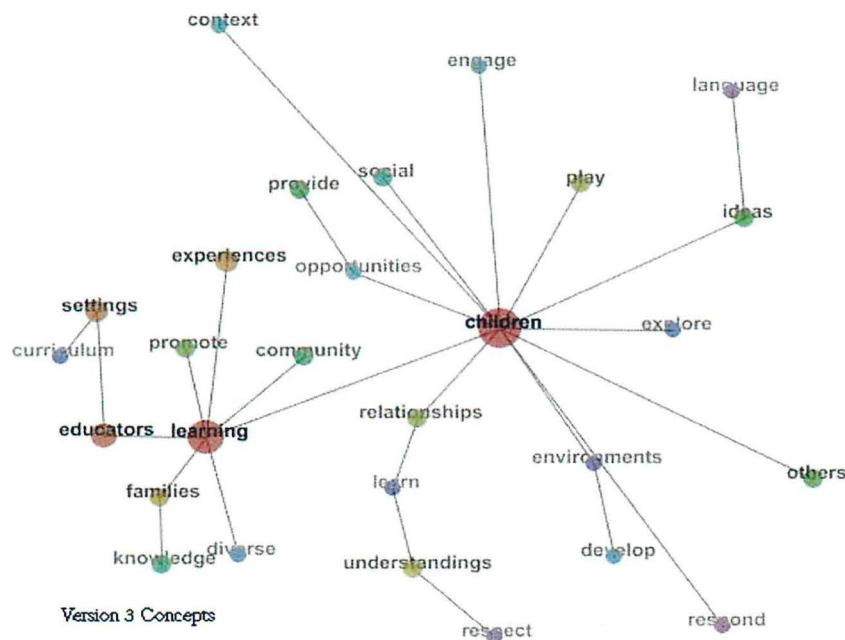 context
engage
language
social
provide
play
ideas
experiences
opportunities
settings
children
explore
curriculum
promote
community
relationships
educators
learning
environments
learn
others
families
knowledge
diverse
understandings
develop
Version 3 Concepts
respect
respond